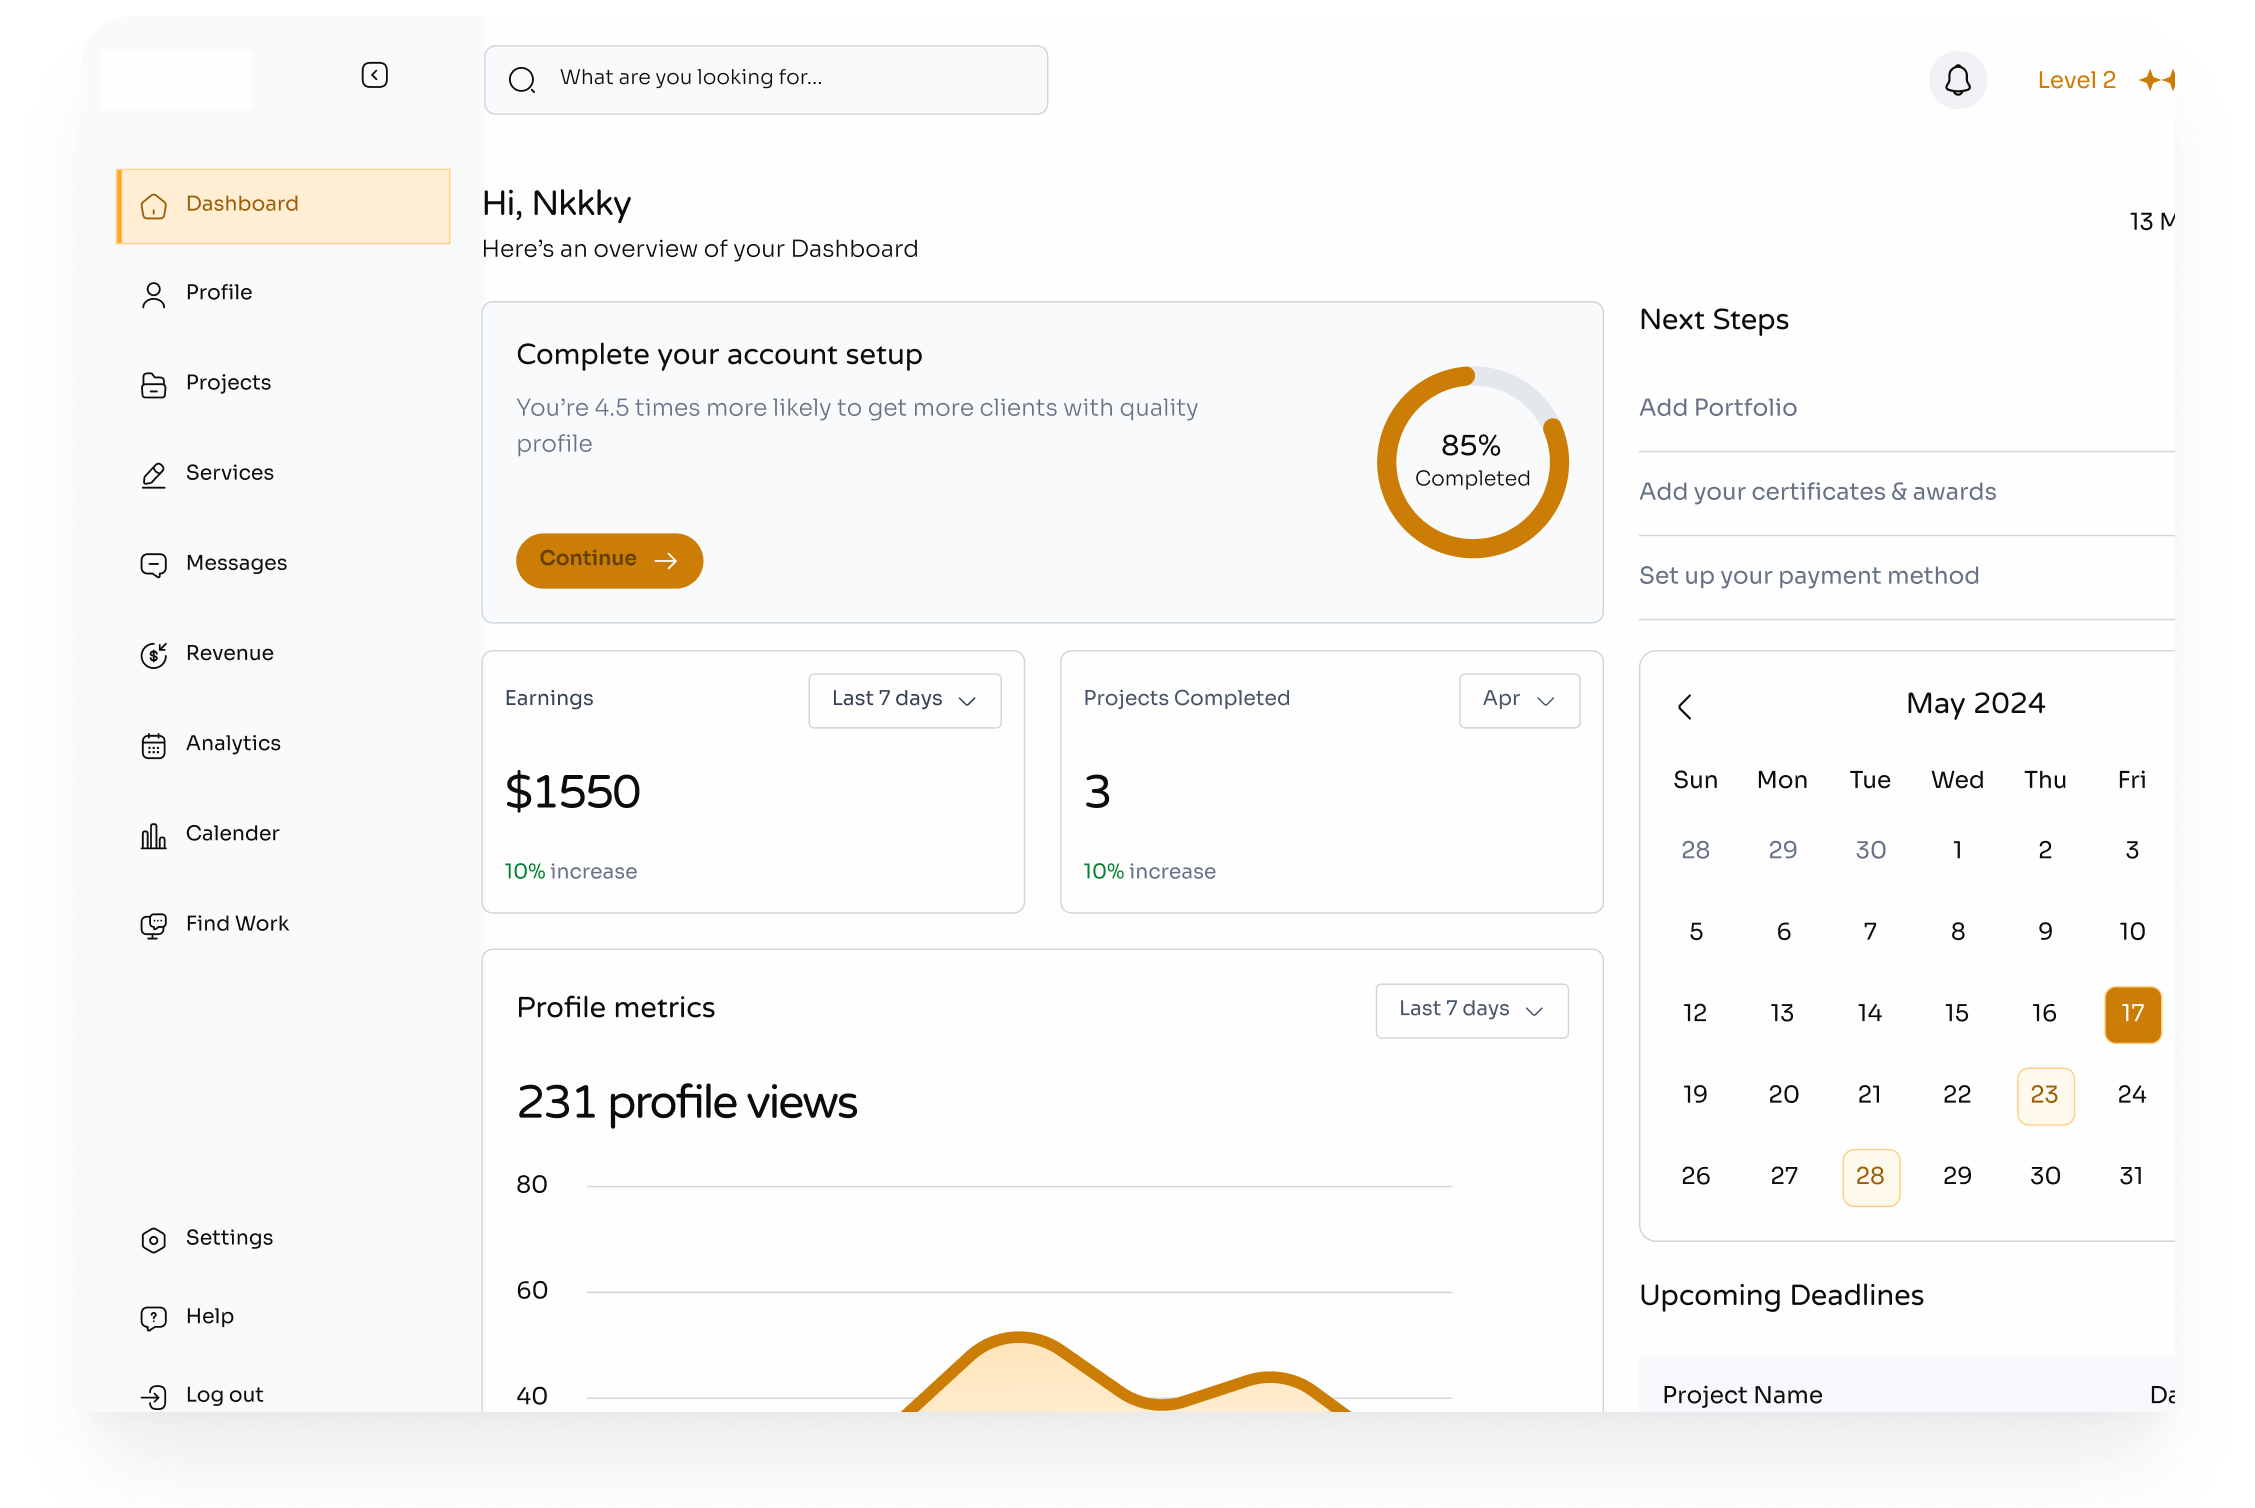 What are you looking for...
Level 2
Dashboard
Profile
Projects
Services
Messages
Revenue
Analytics
Calender
Find Work
Settings
Help
Log out
Hi, Nkkky
Here's an overview of your Dashboard
13
Complete your account setup
You're 4.5 times more likely to get more clients with quality
profile
85%
Completed
Continue
Next Steps
Add Portfolio
Add your certificates & awards
Set up your payment method
Earnings
Last 7 days
$1550
10% increase
Projects Completed
Apr
3
10% increase
May 2024
Sun Mon Tue Wed Thu Fri
28 29 30 1 2 3
5 6 7 8 9 10
12 13 14 15 16 17
19 20 21 22 23 24
26 27 28 29 30 31
Profile metrics
Last 7 days
231 profile views
80
60
40
Upcoming Deadlines
Project Name